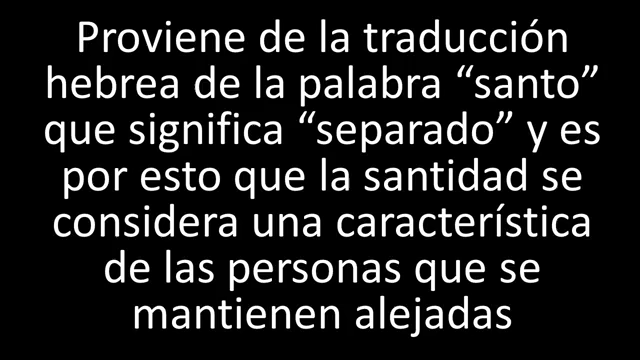 Proviene de la traducción
hebrea de la palabra “santo”
que significa “separado” y es
por esto que la santidad se
considera una característica
de las personas que se
mantienen alejadas